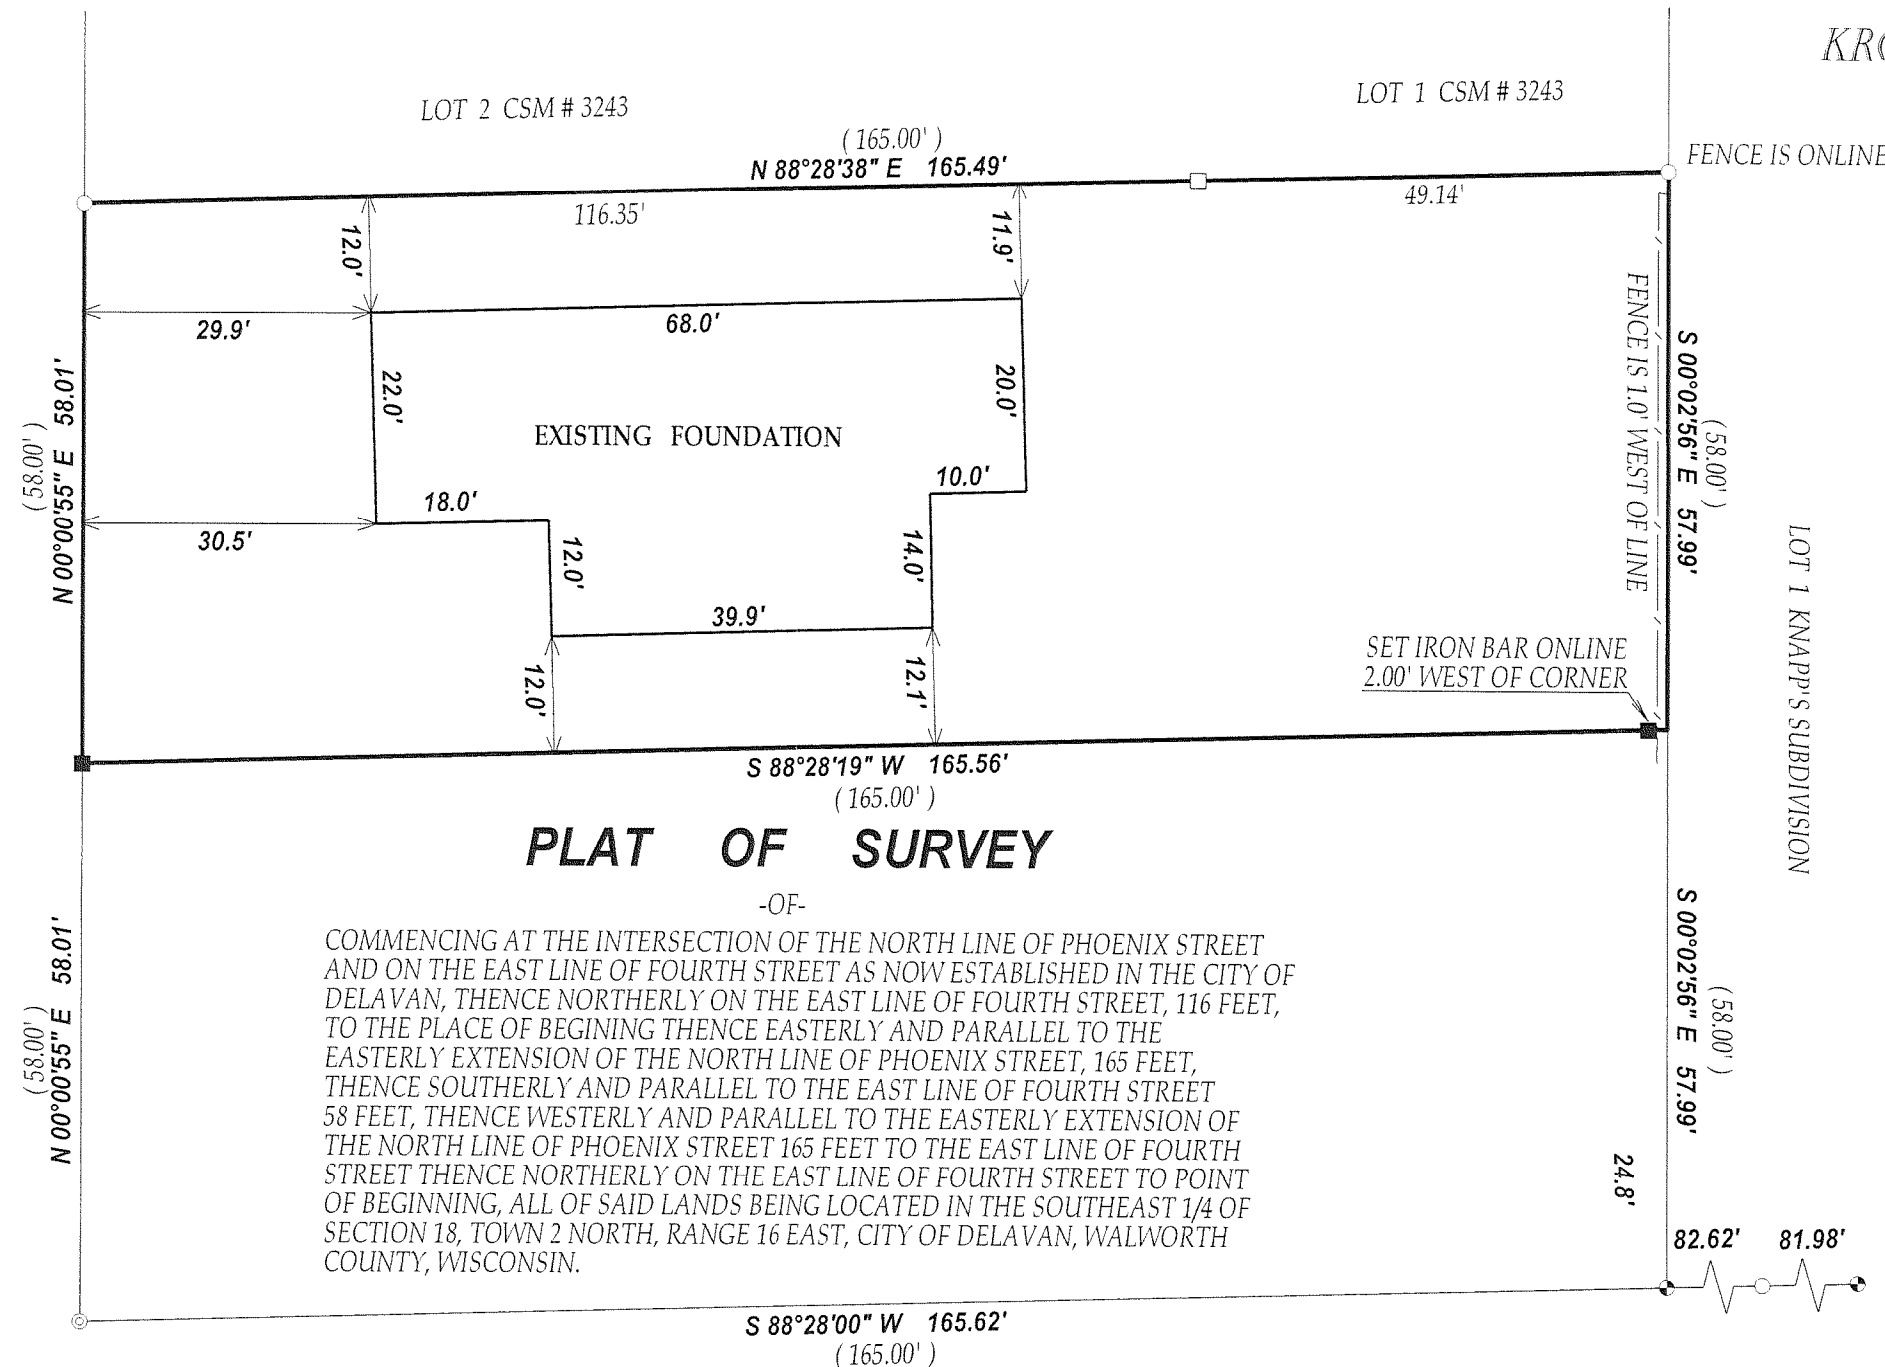 KR
LOT 2 CSM # 3243
LOT 1 CSM # 3243
( 165.00' )
N 88°28'38" E 165.49'
FENCE IS ONLINE
116.35'
49.14'
12.0'
11.9'
29.9'
68.0'
22.0'
20.0'
EXISTING FOUNDATION
10.0'
18.0'
30.5'
12.0'
14.0'
39.9'
12.0'
12.1'
( 58.00' )
N 00°00'55" E 58.01'
FENCE IS 1.0' WEST OF LINE
S 00°02'56" E 57.99'
( 58.00' )
SET IRON BAR ONLINE
2.00' WEST OF CORNER
LOT 1 KNAPP'S SUBDIVISION
S 88°28'19" W 165.56'
( 165.00' )
PLAT OF SURVEY
-OF-
COMMENCING AT THE INTERSECTION OF THE NORTH LINE OF PHOENIX STREET
AND ON THE EAST LINE OF FOURTH STREET AS NOW ESTABLISHED IN THE CITY OF
DELAVAN, THENCE NORTHERLY ON THE EAST LINE OF FOURTH STREET, 116 FEET,
TO THE PLACE OF BEGINING THENCE EASTERLY AND PARALLEL TO THE
EASTERLY EXTENSION OF THE NORTH LINE OF PHOENIX STREET, 165 FEET,
THENCE SOUTHERLY AND PARALLEL TO THE EAST LINE OF FOURTH STREET
58 FEET, THENCE WESTERLY AND PARALLEL TO THE EASTERLY EXTENSION OF
THE NORTH LINE OF PHOENIX STREET 165 FEET TO THE EAST LINE OF FOURTH
STREET THENCE NORTHERLY ON THE EAST LINE OF FOURTH STREET TO POINT
OF BEGINNING, ALL OF SAID LANDS BEING LOCATED IN THE SOUTHEAST 1/4 OF
SECTION 18, TOWN 2 NORTH, RANGE 16 EAST, CITY OF DELAVAN, WALWORTH
COUNTY, WISCONSIN.
( 58.00' )
N 00°00'55" E 58.01'
S 00°02'56" E 57.99'
( 58.00' )
24.8'
82.62' 81.98'
S 88°28'00" W 165.62'
( 165.00' )